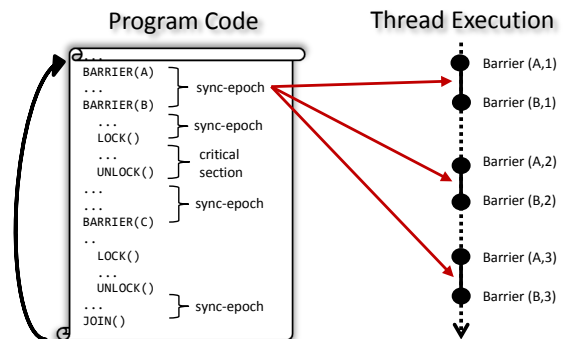 Program Code
Thread Execution
...
BARRIER(A)
...
sync-epoch
BARRIER(B)
...
sync-epoch
LOCK()
...
critical
section
UNLOCK()
...
...
sync-epoch
BARRIER(C)
..
LOCK()
...
UNLOCK()
...
sync-epoch
JOIN()
Barrier (A,1)
Barrier (B,1)
Barrier (A,2)
Barrier (B,2)
Barrier (A,3)
Barrier (B,3)